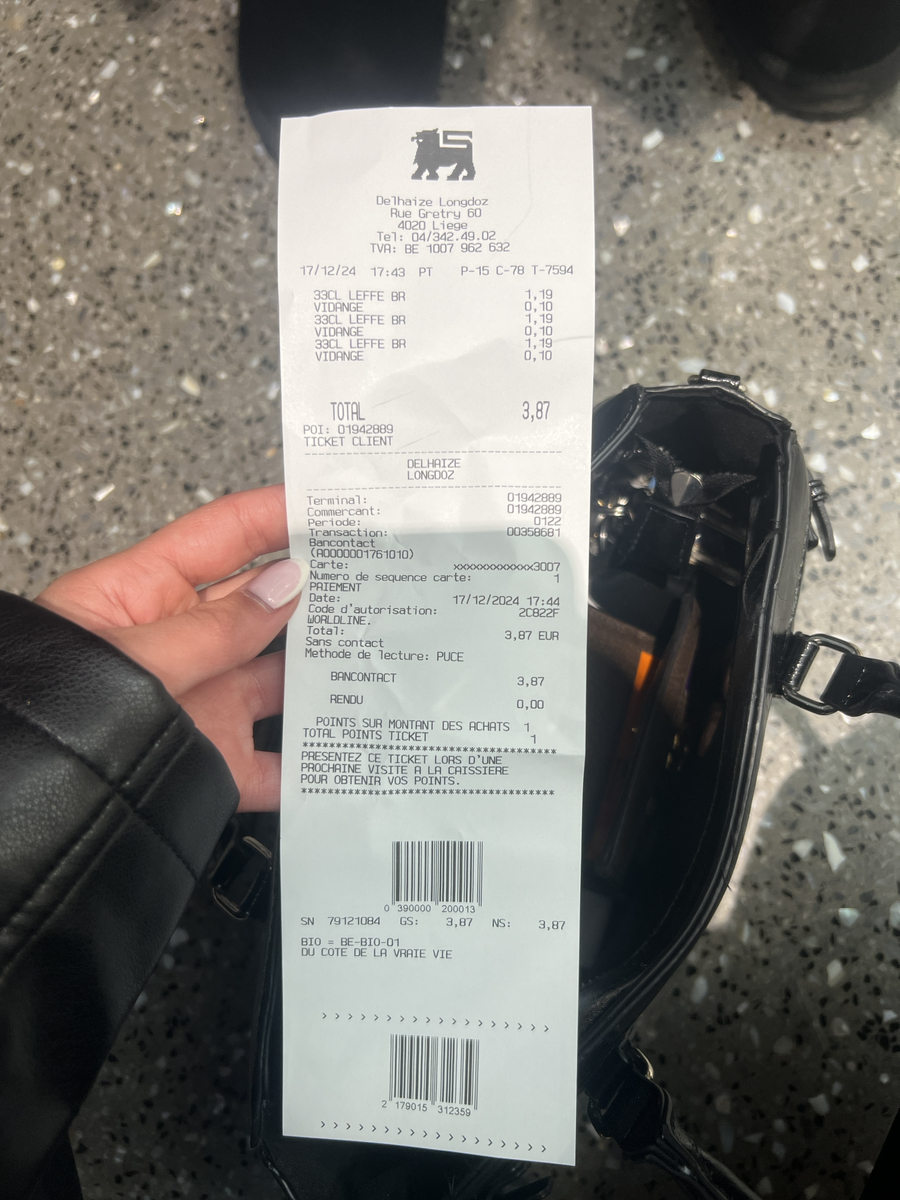 Delhaize Longdoz
Rue Gretry 60
4020 Liege
Tel: 04/342.49.02
TVA: BE 1007 962 632
17/12/24 17:43 PT P-15 C-78 T-7594
33CL LEFFE BR 1,19
VIDANGE 0,10
33CL LEFFE BR 1,19
VIDANGE 0,10
33CL LEFFE BR 1,19
VIDANGE 0,10
TOTAL 3,87
POI: 01942889
TICKET CLIENT
DELHAIZE
LONGDOZ
Terminal: 01942889
Commercant: 01942889
Periode: 0122
Transaction: 00358681
Bancontact
(A0000001761010)
Carte: xxxxxxxxxxxx3007
Numero de sequence carte: 1
PAIEMENT
Date: 17/12/2024 17:44
Code d'autorisation: 2C822F
WORLDLINE.
Total: 3,87 EUR
Sans contact
Methode de lecture: PUCE
BANCONTACT 3,87
RENDU 0,00
POINTS SUR MONTANT DES ACHATS 1
TOTAL POINTS TICKET 1
***************************************
PRESENTEZ CE TICKET LORS D'UNE
PROCHAINE VISITE A LA CAISSIERE
POUR OBTENIR VOS POINTS.
***************************************
0 390000 200013
SN 79121084 GS: 3,87 NS: 3,87
BIO = BE-BIO-01
DU COTE DE LA VRAIE VIE
> > > > > > > > > > > > > > > > >
2 179015 312359
> > > > > > > > > > > > > > > > >